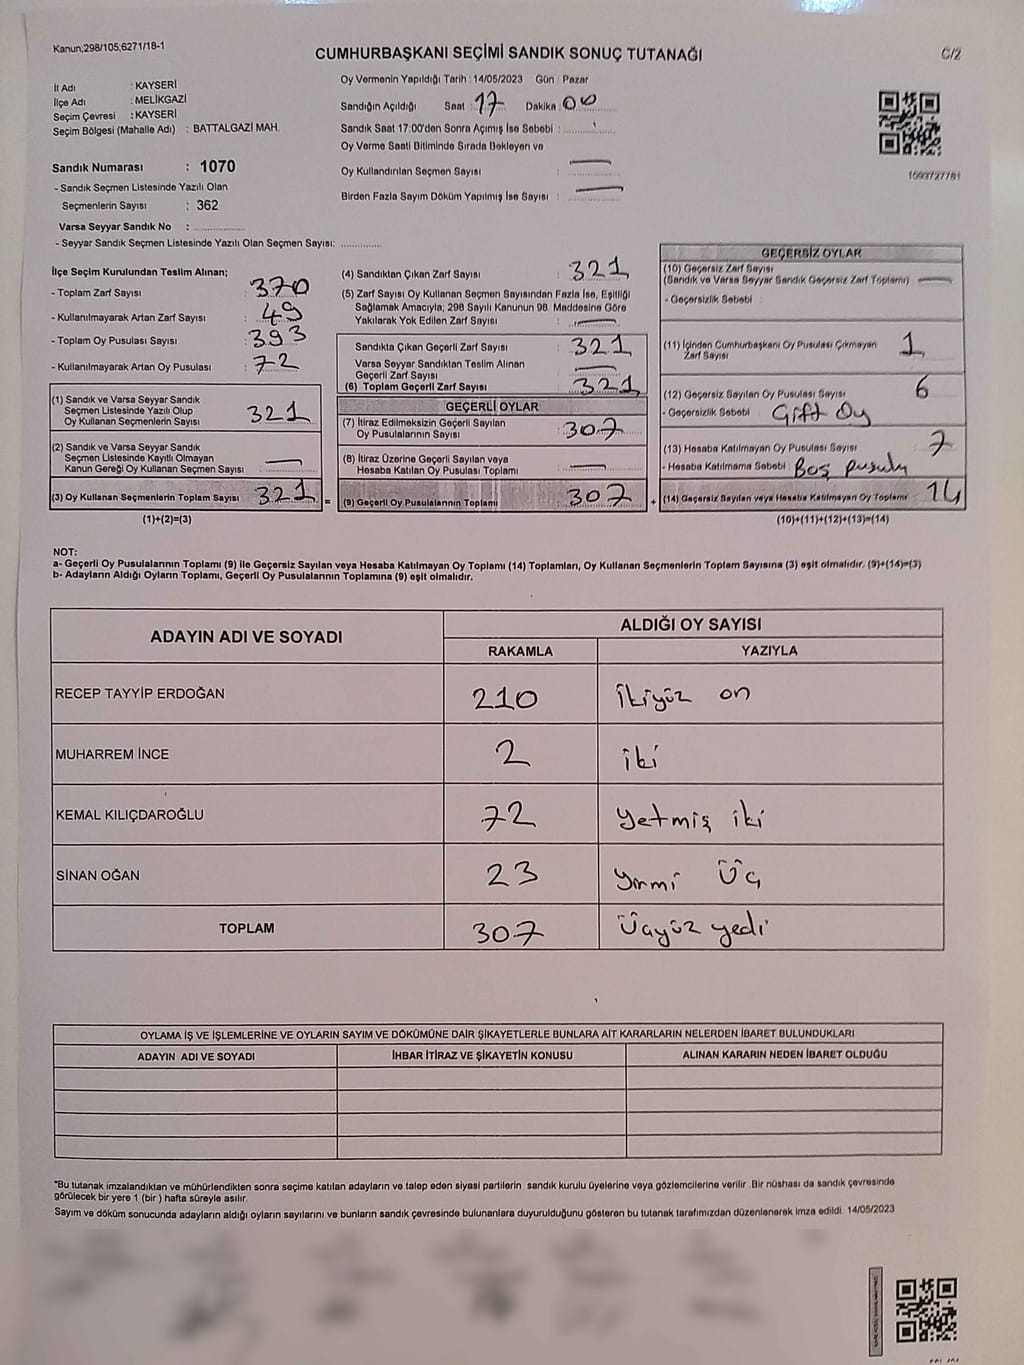 Kanun;298/105;6271/18-1
CUMHURBAŞKANI SEÇİMİ SANDIK SONUÇ TUTANAĞI
C/2
İl Adı : KAYSERİ
İlçe Adı : MELİKGAZİ
Seçim Çevresi : KAYSERİ
Seçim Bölgesi (Mahalle Adı) : BATTALGAZİ MAH.
Oy Vermenin Yapıldığı Tarih : 14/05/2023 Gün : Pazar
Sandığın Açıldığı Saat : 17 Dakika : 00
Sandık Saat 17:00'den Sonra Açımış İse Sebebi :
Oy Verme Saati Bitiminde Sırada Bekleyen ve
Oy Kullandırılan Seçmen Sayısı : —
Birden Fazla Sayım Döküm Yapılmış İse Sayısı : —
1093727761
Sandık Numarası : 1070
- Sandık Seçmen Listesinde Yazılı Olan
Seçmenlerin Sayısı : 362
Varsa Seyyar Sandık No :
- Seyyar Sandık Seçmen Listesinde Yazılı Olan Seçmen Sayısı:
İlçe Seçim Kurulundan Teslim Alınan;
- Toplam Zarf Sayısı : 370
- Kullanılmayarak Artan Zarf Sayısı : 49
- Toplam Oy Pusulası Sayısı : 393
- Kullanılmayarak Artan Oy Pusulası : 72
(1) Sandık ve Varsa Seyyar Sandık
Seçmen Listesinde Yazılı Olup
Oy Kullanan Seçmenlerin Sayısı 321
(2) Sandık ve Varsa Seyyar Sandık
Seçmen Listesinde Kayıtlı Olmayan
Kanun Gereği Oy Kullanan Seçmen Sayısı : —
(3) Oy Kullanan Seçmenlerin Toplam Sayısı 321 =
(1)+(2)=(3)
(4) Sandıktan Çıkan Zarf Sayısı : 321
(5) Zarf Sayısı Oy Kullanan Seçmen Sayısından Fazla İse, Eşitliği
Sağlamak Amacıyla; 298 Sayılı Kanunun 98. Maddesine Göre
Yakılarak Yok Edilen Zarf Sayısı : —
Sandıkta Çıkan Geçerli Zarf Sayısı : 321
Varsa Seyyar Sandıktan Teslim Alınan
Geçerli Zarf Sayısı : —
(6) Toplam Geçerli Zarf Sayısı : 321
GEÇERLİ OYLAR
(7) İtiraz Edilmeksizin Geçerli Sayılan
Oy Pusulalarının Sayısı : 307
(8) İtiraz Üzerine Geçerli Sayılan veya
Hesaba Katılan Oy Pusulası Toplamı : —
(9) Geçerli Oy Pusulalarının Toplamı : 307 +
GEÇERSİZ OYLAR
(10) Geçersiz Zarf Sayısı
(Sandık ve Varsa Seyyar Sandık Geçersiz Zarf Toplamı) : —
- Geçersizlik Sebebi :
(11) İçinden Cumhurbaşkanı Oy Pusulası Çıkmayan
Zarf Sayısı : 1
(12) Geçersiz Sayılan Oy Pusulası Sayısı 6
- Geçersizlik Sebebi : Çift Oy
(13) Hesaba Katılmayan Oy Pusulası Sayısı 7
- Hesaba Katılmama Sebebi : Boş pusula
(14) Geçersiz Sayılan veya Hesaba Katılmayan Oy Toplamı : 14
(10)+(11)+(12)+(13)=(14)
NOT:
a- Geçerli Oy Pusulalarının Toplamı (9) ile Geçersiz Sayılan veya Hesaba Katılmayan Oy Toplamı (14) Toplamları, Oy Kullanan Seçmenlerin Toplam Sayısına (3) eşit olmalıdır. (9)+(14)=(3)
b- Adayların Aldığı Oyların Toplamı, Geçerli Oy Pusulalarının Toplamına (9) eşit olmalıdır.
ADAYIN ADI VE SOYADI
ALDIĞI OY SAYISI
RAKAMLA YAZIYLA
RECEP TAYYİP ERDOĞAN 210 ikiyüz on
MUHARREM İNCE 2 iki
KEMAL KILIÇDAROĞLU 72 yetmiş iki
SİNAN OĞAN 23 yirmi Üç
TOPLAM 307 Üçyüz yedi
OYLAMA İŞ VE İŞLEMLERİNE VE OYLARIN SAYIM VE DÖKÜMÜNE DAİR ŞİKAYETLERLE BUNLARA AİT KARARLARIN NELERDEN İBARET BULUNDUKLARI
ADAYIN ADI VE SOYADI İHBAR İTİRAZ VE ŞİKAYETİN KONUSU ALINAN KARARIN NEDEN İBARET OLDUĞU
*Bu tutanak imzalandıktan ve mühürlendikten sonra seçime katılan adayların ve talep eden siyasi partilerin sandık kurulu üyelerine veya gözlemcilerine verilir .Bir nüshası da sandık çevresinde
görülecek bir yere 1 (bir ) hafta süreyle asılır.
Sayım ve döküm sonucunda adayların aldığı oyların sayılarını ve bunların sandık çevresinde bulunanlara duyurulduğunu gösteren bu tutanak tarafımızdan düzenlenerek imza edildi. 14/05/2023